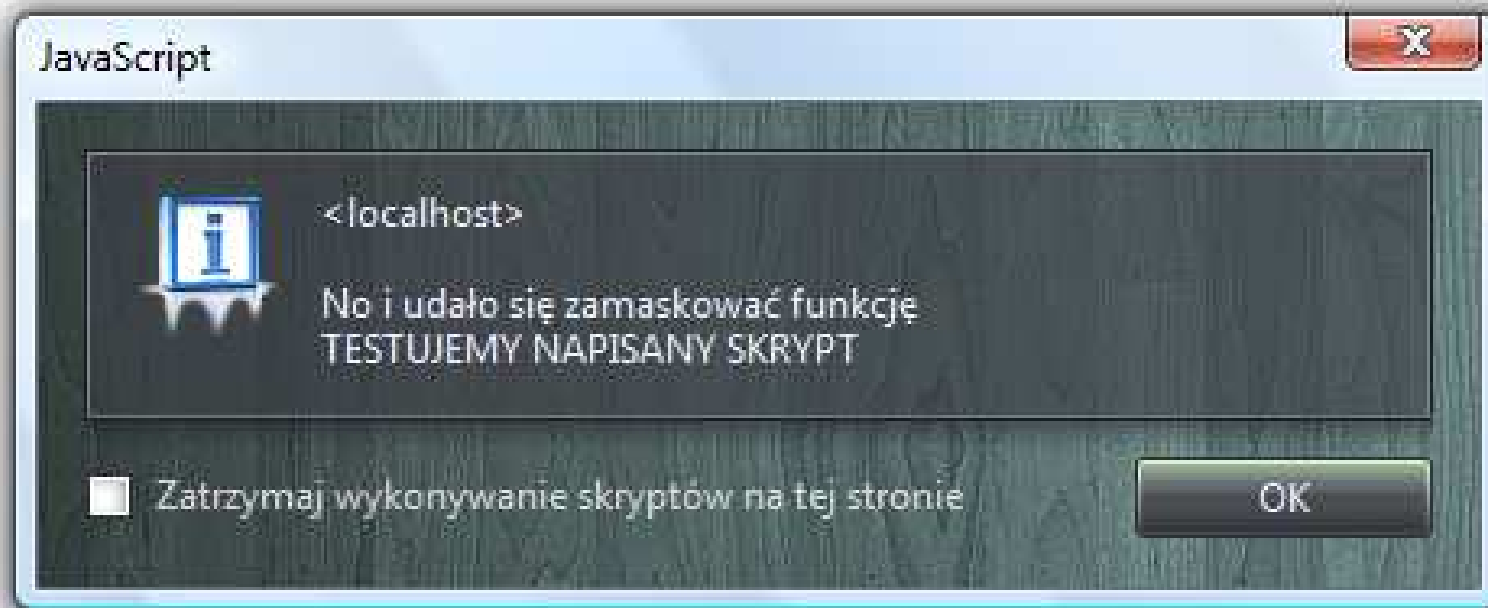 JavaScript
<localhost>
No i udało się zamaskować funkcję
TESTUJEMY NAPISANY SKRYPT
Zatrzymaj wykonywanie skryptów na tej stronie
OK